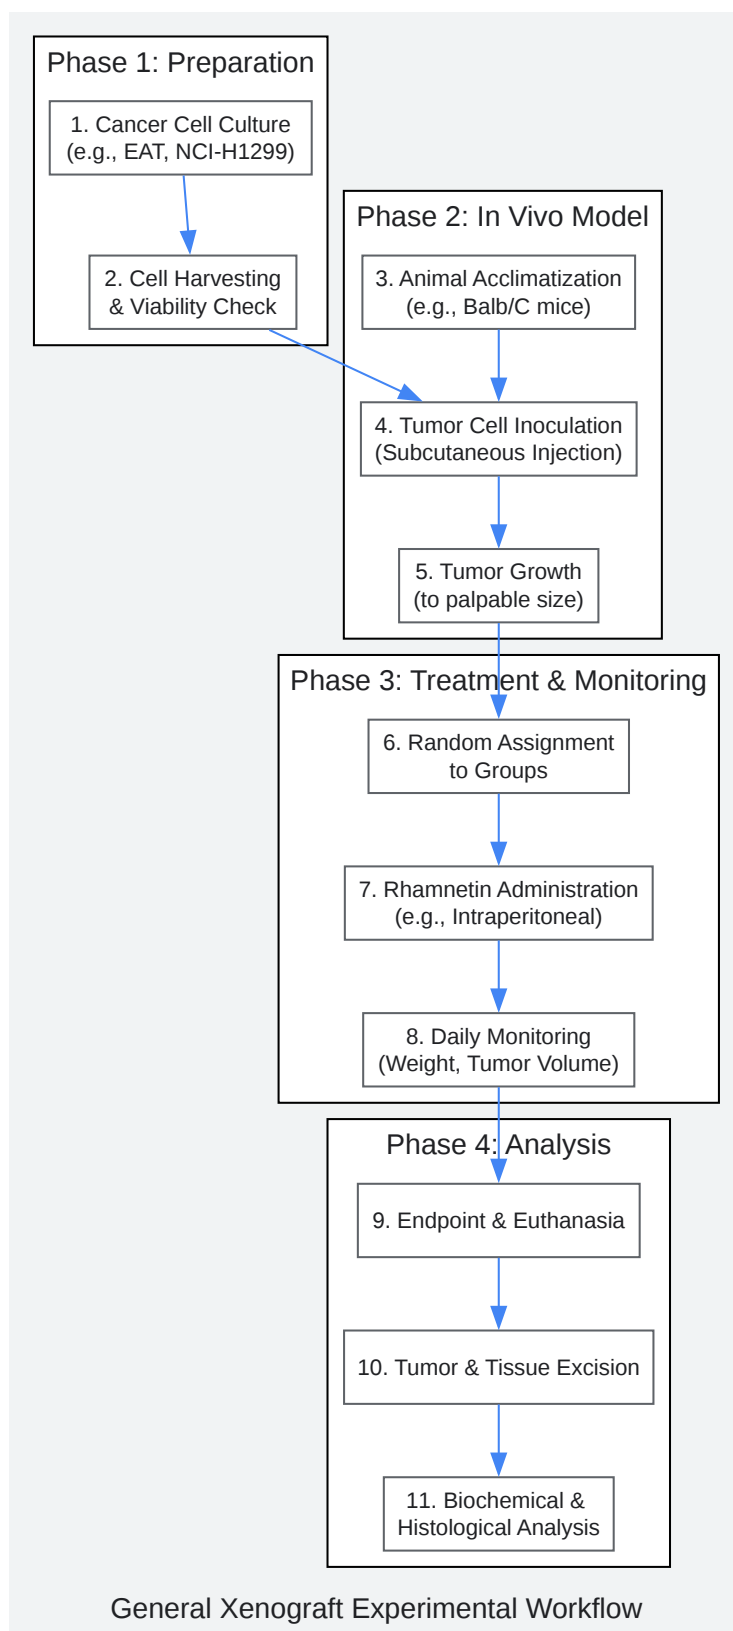 Phase 1: Preparation
1. Cancer Cell Culture
(e.g., EAT, NCI-H1299)
2. Cell Harvesting
& Viability Check
Phase 2: In Vivo Model
3. Animal Acclimatization
(e.g., Balb/C mice)
4. Tumor Cell Inoculation
(Subcutaneous Injection)
5. Tumor Growth
(to palpable size)
Phase 3: Treatment & Monitoring
6. Random Assignment
to Groups
7. Rhamnetin Administration
(e.g., Intraperitoneal)
8. Daily Monitoring
(Weight, Tumor Volume)
Phase 4: Analysis
9. Endpoint & Euthanasia
10. Tumor & Tissue Excision
11. Biochemical &
Histological Analysis
General Xenograft Experimental Workflow